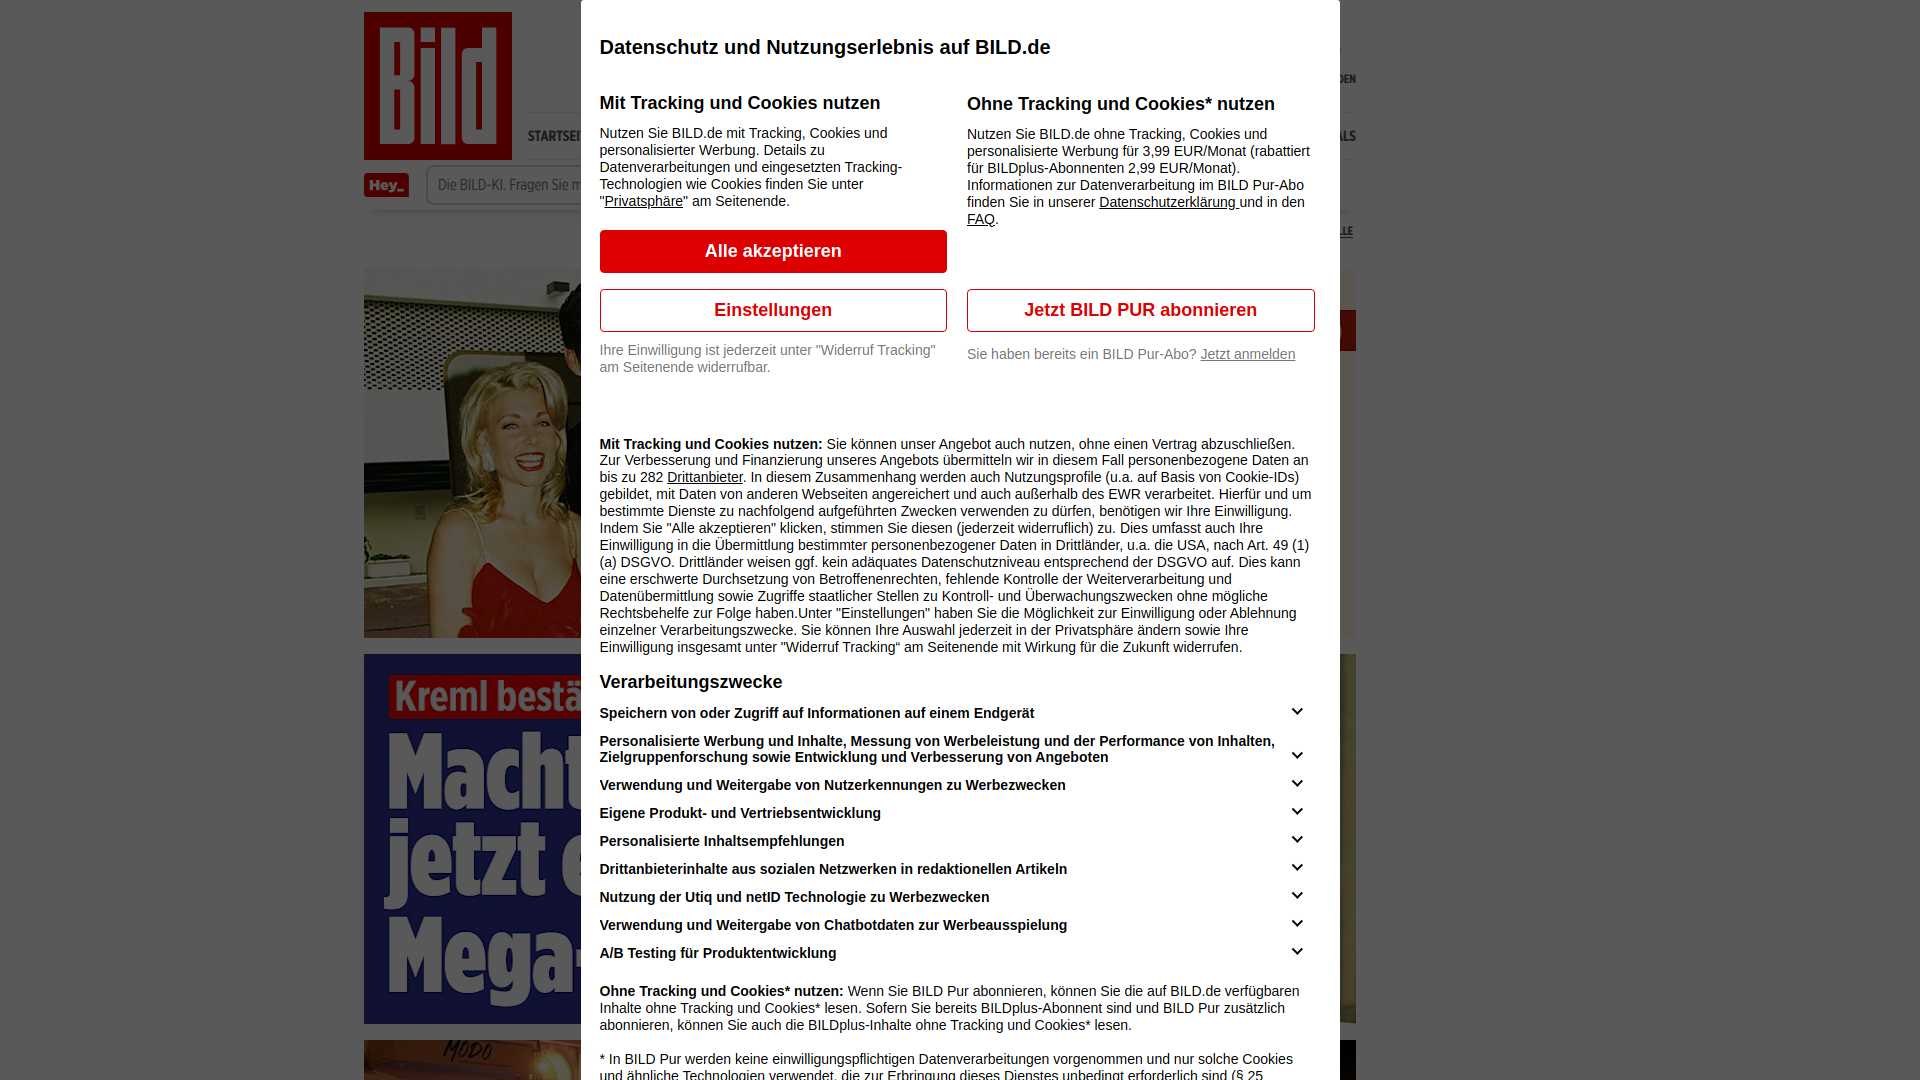 Bild
DEN
STARTSEI
ALS
Hey_
Die BILD-KI. Fragen Sie m
LLE
Kreml bestä
Macht
jetzt e
Mega-
MODO
Datenschutz und Nutzungserlebnis auf BILD.de
Mit Tracking und Cookies nutzen
Nutzen Sie BILD.de mit Tracking, Cookies und
personalisierter Werbung. Details zu
Datenverarbeitungen und eingesetzten Tracking-
Technologien wie Cookies finden Sie unter
"Privatsphäre" am Seitenende.
Alle akzeptieren
Einstellungen
Ihre Einwilligung ist jederzeit unter "Widerruf Tracking"
am Seitenende widerrufbar.
Ohne Tracking und Cookies* nutzen
Nutzen Sie BILD.de ohne Tracking, Cookies und
personalisierte Werbung für 3,99 EUR/Monat (rabattiert
für BILDplus-Abonnenten 2,99 EUR/Monat).
Informationen zur Datenverarbeitung im BILD Pur-Abo
finden Sie in unserer Datenschutzerklärung und in den
FAQ.
Jetzt BILD PUR abonnieren
Sie haben bereits ein BILD Pur-Abo? Jetzt anmelden
Mit Tracking und Cookies nutzen: Sie können unser Angebot auch nutzen, ohne einen Vertrag abzuschließen.
Zur Verbesserung und Finanzierung unseres Angebots übermitteln wir in diesem Fall personenbezogene Daten an
bis zu 282 Drittanbieter. In diesem Zusammenhang werden auch Nutzungsprofile (u.a. auf Basis von Cookie-IDs)
gebildet, mit Daten von anderen Webseiten angereichert und auch außerhalb des EWR verarbeitet. Hierfür und um
bestimmte Dienste zu nachfolgend aufgeführten Zwecken verwenden zu dürfen, benötigen wir Ihre Einwilligung.
Indem Sie "Alle akzeptieren" klicken, stimmen Sie diesen (jederzeit widerruflich) zu. Dies umfasst auch Ihre
Einwilligung in die Übermittlung bestimmter personenbezogener Daten in Drittländer, u.a. die USA, nach Art. 49 (1)
(a) DSGVO. Drittländer weisen ggf. kein adäquates Datenschutzniveau entsprechend der DSGVO auf. Dies kann
eine erschwerte Durchsetzung von Betroffenenrechten, fehlende Kontrolle der Weiterverarbeitung und
Datenübermittlung sowie Zugriffe staatlicher Stellen zu Kontroll- und Überwachungszwecken ohne mögliche
Rechtsbehelfe zur Folge haben.Unter "Einstellungen" haben Sie die Möglichkeit zur Einwilligung oder Ablehnung
einzelner Verarbeitungszwecke. Sie können Ihre Auswahl jederzeit in der Privatsphäre ändern sowie Ihre
Einwilligung insgesamt unter "Widerruf Tracking“ am Seitenende mit Wirkung für die Zukunft widerrufen.
Verarbeitungszwecke
Speichern von oder Zugriff auf Informationen auf einem Endgerät
Personalisierte Werbung und Inhalte, Messung von Werbeleistung und der Performance von Inhalten,
Zielgruppenforschung sowie Entwicklung und Verbesserung von Angeboten
Verwendung und Weitergabe von Nutzerkennungen zu Werbezwecken
Eigene Produkt- und Vertriebsentwicklung
Personalisierte Inhaltsempfehlungen
Drittanbieterinhalte aus sozialen Netzwerken in redaktionellen Artikeln
Nutzung der Utiq und netID Technologie zu Werbezwecken
Verwendung und Weitergabe von Chatbotdaten zur Werbeausspielung
A/B Testing für Produktentwicklung
Ohne Tracking und Cookies* nutzen: Wenn Sie BILD Pur abonnieren, können Sie die auf BILD.de verfügbaren
Inhalte ohne Tracking und Cookies* lesen. Sofern Sie bereits BILDplus-Abonnent sind und BILD Pur zusätzlich
abonnieren, können Sie auch die BILDplus-Inhalte ohne Tracking und Cookies* lesen.
* In BILD Pur werden keine einwilligungspflichtigen Datenverarbeitungen vorgenommen und nur solche Cookies
und ähnliche Technologien verwendet, die zur Erbringung dieses Dienstes unbedingt erforderlich sind (§ 25